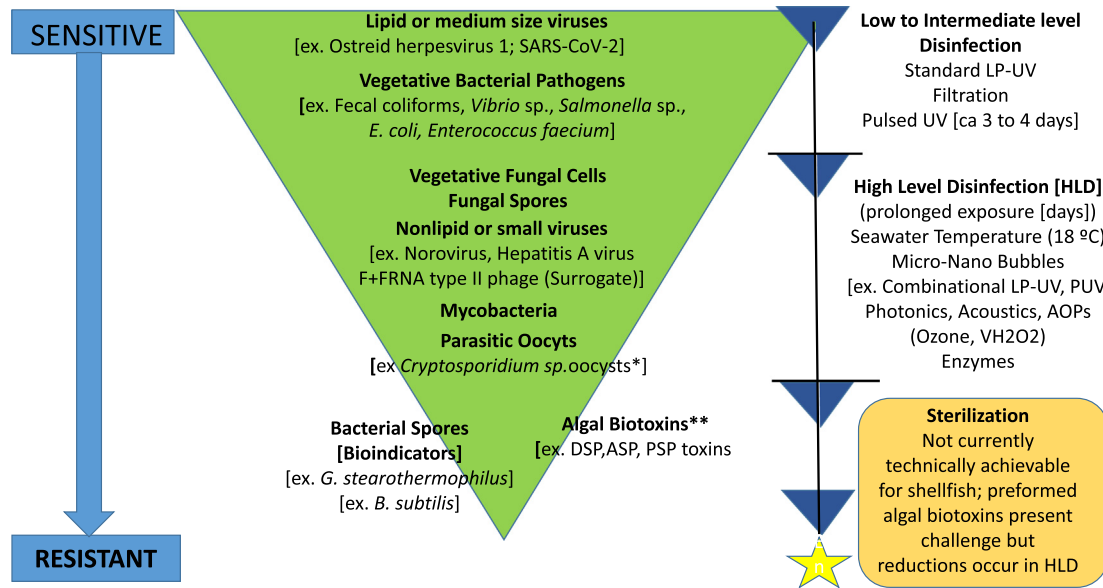 SENSITIVE
RESISTANT
Lipid or medium size viruses
[ex. Ostreid herpesvirus 1; SARS-CoV-2]
Vegetative Bacterial Pathogens
[ex. Fecal coliforms, Vibrio sp., Salmonella sp.,
E. coli, Enterococcus faecium]
Vegetative Fungal Cells
Fungal Spores
Nonlipid or small viruses
[ex. Norovirus, Hepatitis A virus
F+FRNA type II phage (Surrogate)]
Mycobacteria
Parasitic Oocyts
[ex Cryptosporidium sp.oocysts*]
Bacterial Spores
[Bioindicators]
[ex. G. stearothermophilus]
[ex. B. subtilis]
Algal Biotoxins**
[ex. DSP,ASP, PSP toxins
Low to Intermediate level
Disinfection
Standard LP-UV
Filtration
Pulsed UV [ca 3 to 4 days]
High Level Disinfection [HLD]
(prolonged exposure [days])
Seawater Temperature (18 ºC)
Micro-Nano Bubbles
[ex. Combinational LP-UV, PUV
Photonics, Acoustics, AOPs
(Ozone, VH2O2)
Enzymes
Sterilization
Not currently
technically achievable
for shellfish; preformed
algal biotoxins present
challenge but
reductions occur in HLD
n